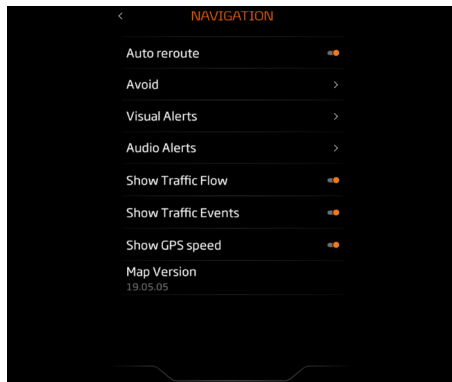 NAVIGATION
Auto reroute
Avoid
Visual Alerts
Audio Alerts
Show Traffic Flow
Show Traffic Events
Show GPS speed
Map Version
19.05.05